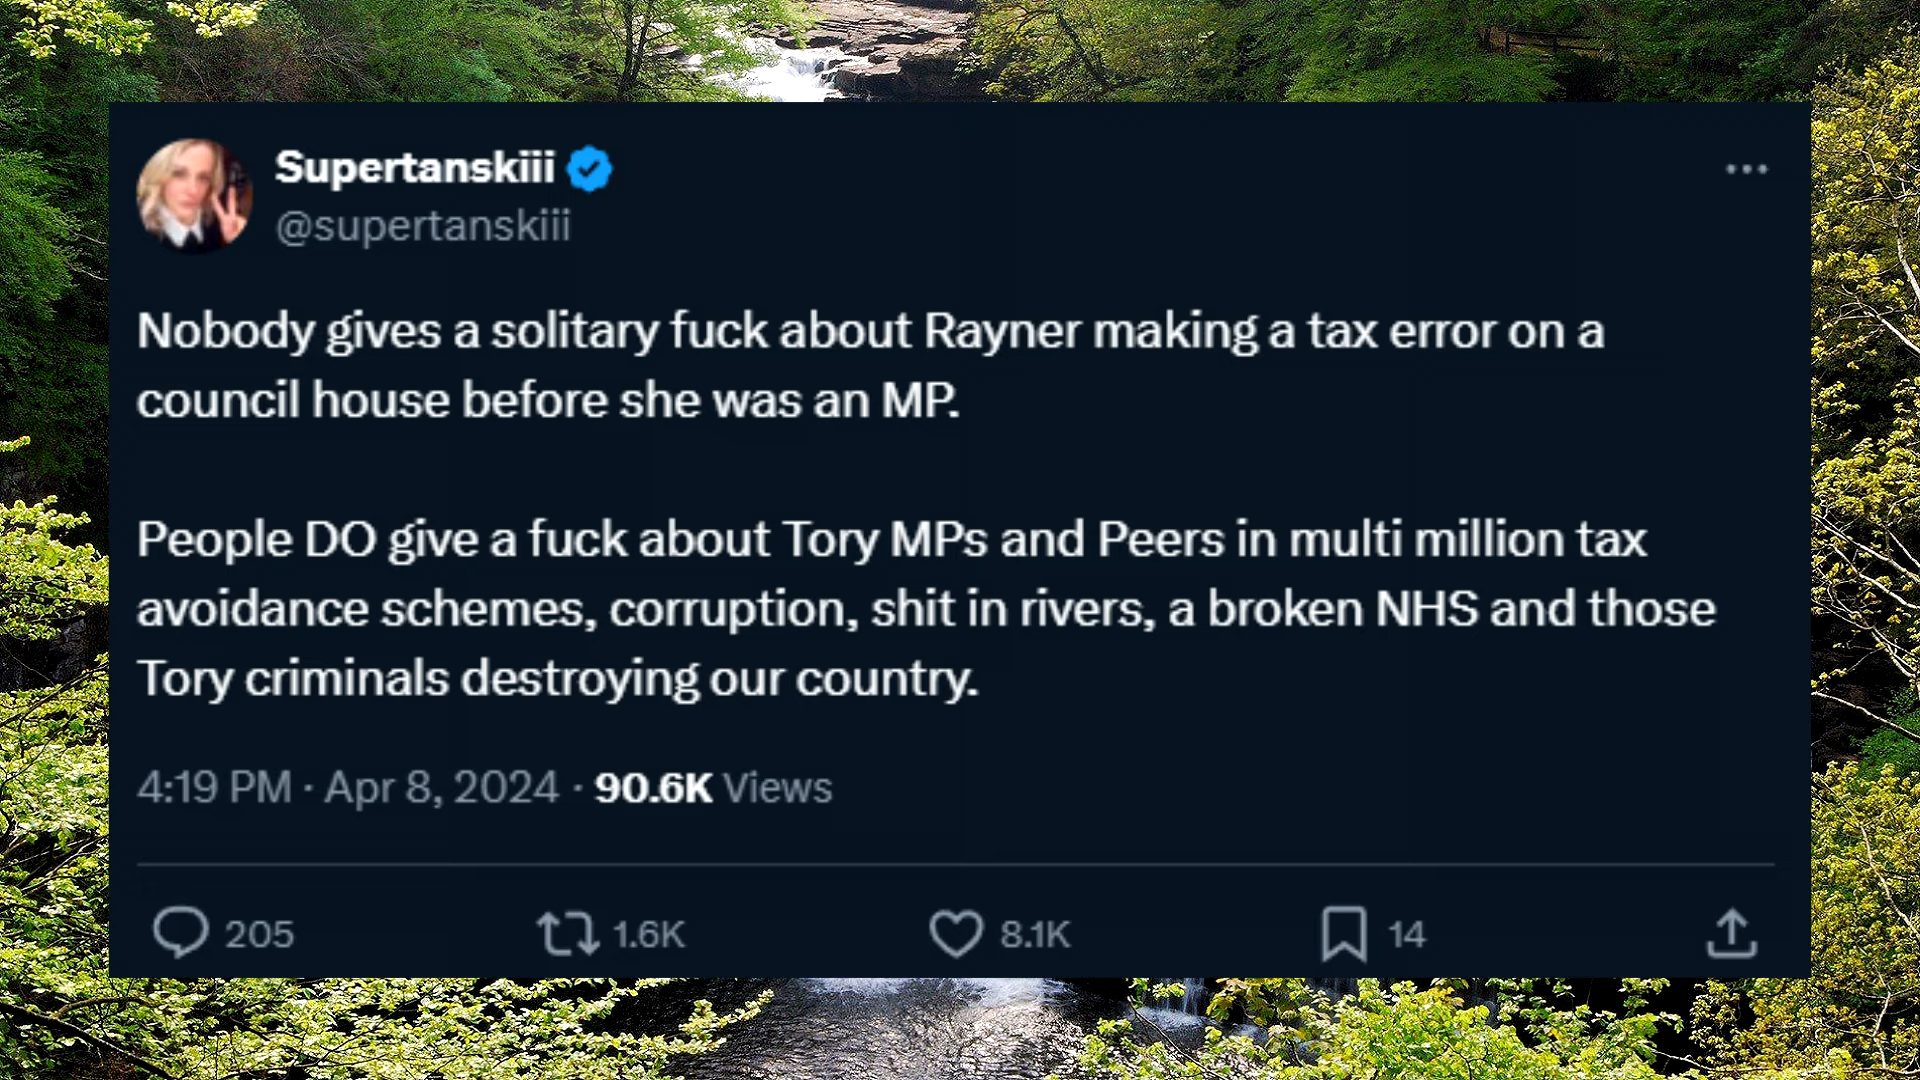 Supertanskiii
@supertanskiii
Nobody gives a solitary fuck about Rayner making a tax error on a
council house before she was an MP.
People DO give a fuck about Tory MPs and Peers in multi million tax
avoidance schemes, corruption, shit in rivers, a broken NHS and those
Tory criminals destroying our country.
4:19 PM · Apr 8, 2024 · 90.6K Views
205 1.6K 8.1K 14